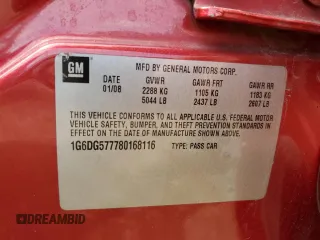 GM
MFD BY GENERAL MOTORS CORP.
DATE GVWR GAWR FRT GAWR RR
01/08 2288 KG 1105 KG 1183 KG
5044 LB 2437 LB 2607 LB
THIS VEHICLE CONFORMS TO ALL APPLICABLE U.S. FEDERAL MOTOR
VEHICLE SAFETY, BUMPER, AND THEFT PREVENTION STANDARDS IN
EFFECT ON THE DATE OF MANUFACTURE SHOWN ABOVE.
1G6DG577780168116 TYPE: PASS CAR
DREAMBID